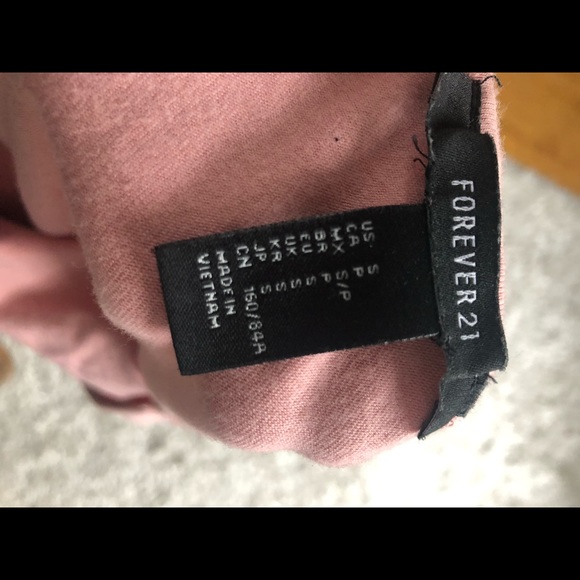 FOREVER 21
US S
CA P
MX S/P
BR P
EU S
UK S
KR S
JP S
CN 160/84A
MADE IN
VIETNAM